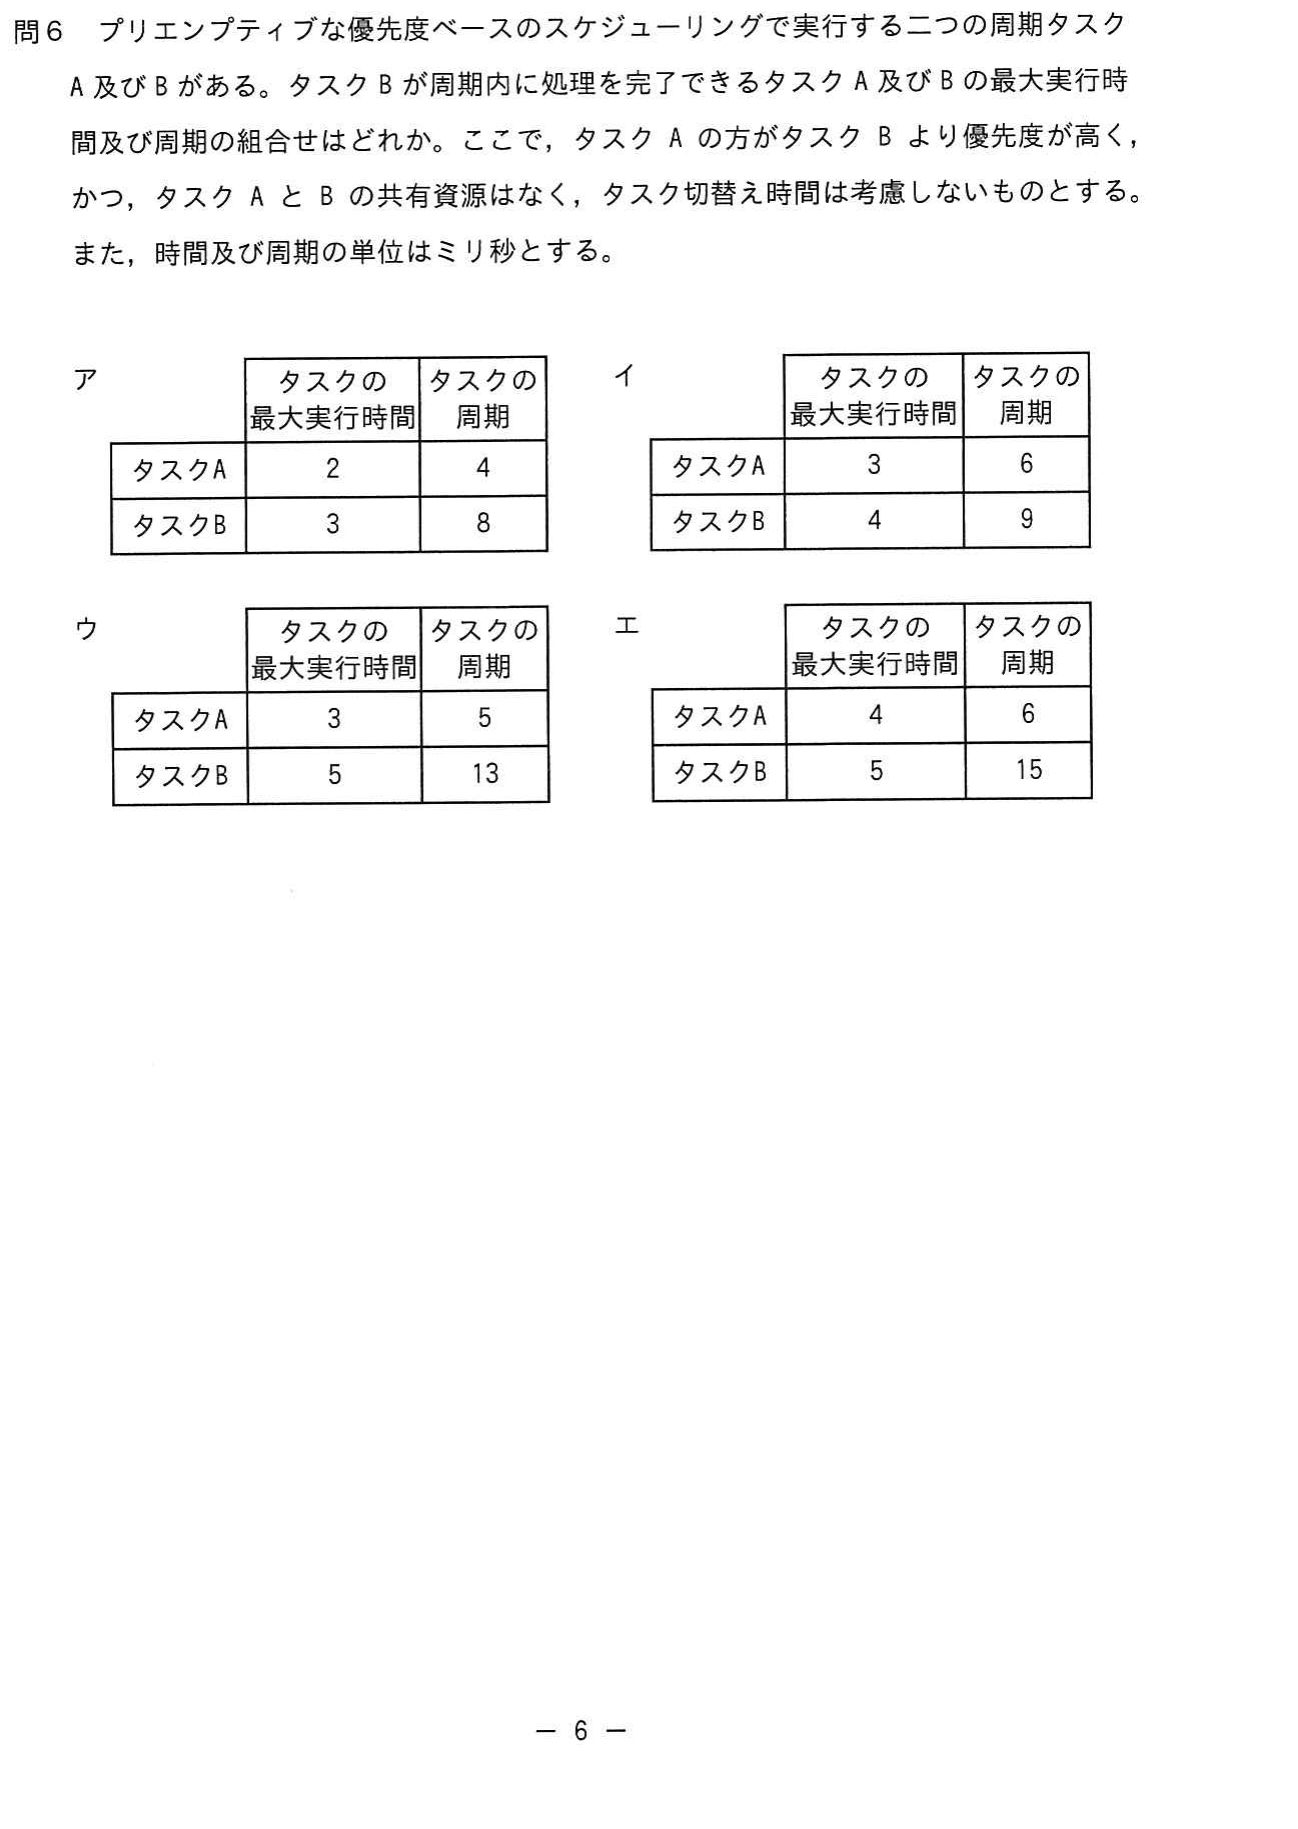 問6 プリエンプティブな優先度ベースのスケジューリングで実行する二つの周期タスク
A及びBがある。タスクBが周期内に処理を完了できるタスクA及びBの最大実行時
間及び周期の組合せはどれか。ここで，タスク A の方がタスク B より優先度が高く，
かつ，タスク A と B の共有資源はなく，タスク切替え時間は考慮しないものとする。
また，時間及び周期の単位はミリ秒とする。
ア
タスクの 最大実行時間 タスクの 周期
タスクA 2 4
タスクB 3 8
イ
タスクの 最大実行時間 タスクの 周期
タスクA 3 6
タスクB 4 9
ウ
タスクの 最大実行時間 タスクの 周期
タスクA 3 5
タスクB 5 13
エ
タスクの 最大実行時間 タスクの 周期
タスクA 4 6
タスクB 5 15
－ 6 －